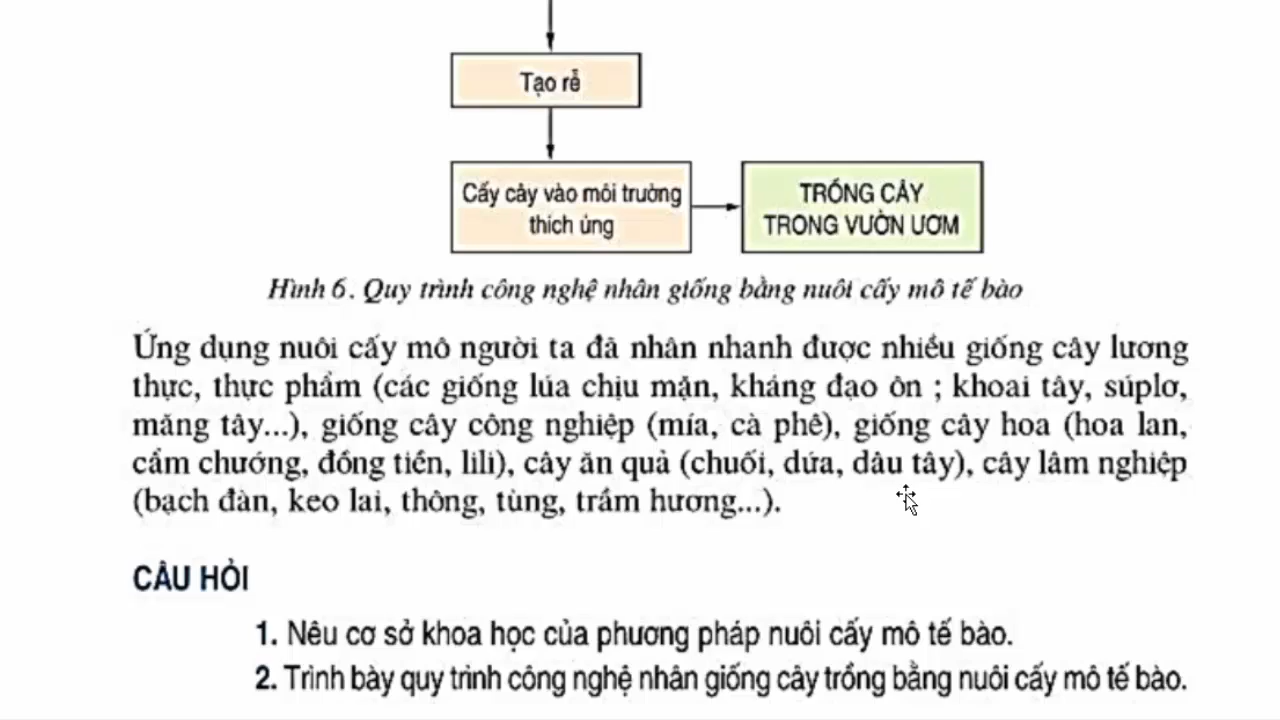 Tạo rễ
Cấy cây vào môi trường
thích ứng
TRỒNG CÂY
TRONG VƯỜN ƯƠM
Hình 6. Quy trình công nghệ nhân giống bằng nuôi cấy mô tế bào
Ứng dụng nuôi cấy mô người ta đã nhân nhanh được nhiều giống cây lương
thực, thực phẩm (các giống lúa chịu mặn, kháng đạo ôn ; khoai tây, súplơ,
măng tây...), giống cây công nghiệp (mía, cà phê), giống cây hoa (hoa lan,
cẩm chướng, đồng tiền, lili), cây ăn quả (chuối, dứa, dâu tây), cây lâm nghiệp
(bạch đàn, keo lai, thông, tùng, trầm hương...).
CÂU HỎI
1. Nêu cơ sở khoa học của phương pháp nuôi cấy mô tế bào.
2. Trình bày quy trình công nghệ nhân giống cây trồng bằng nuôi cấy mô tế bào.